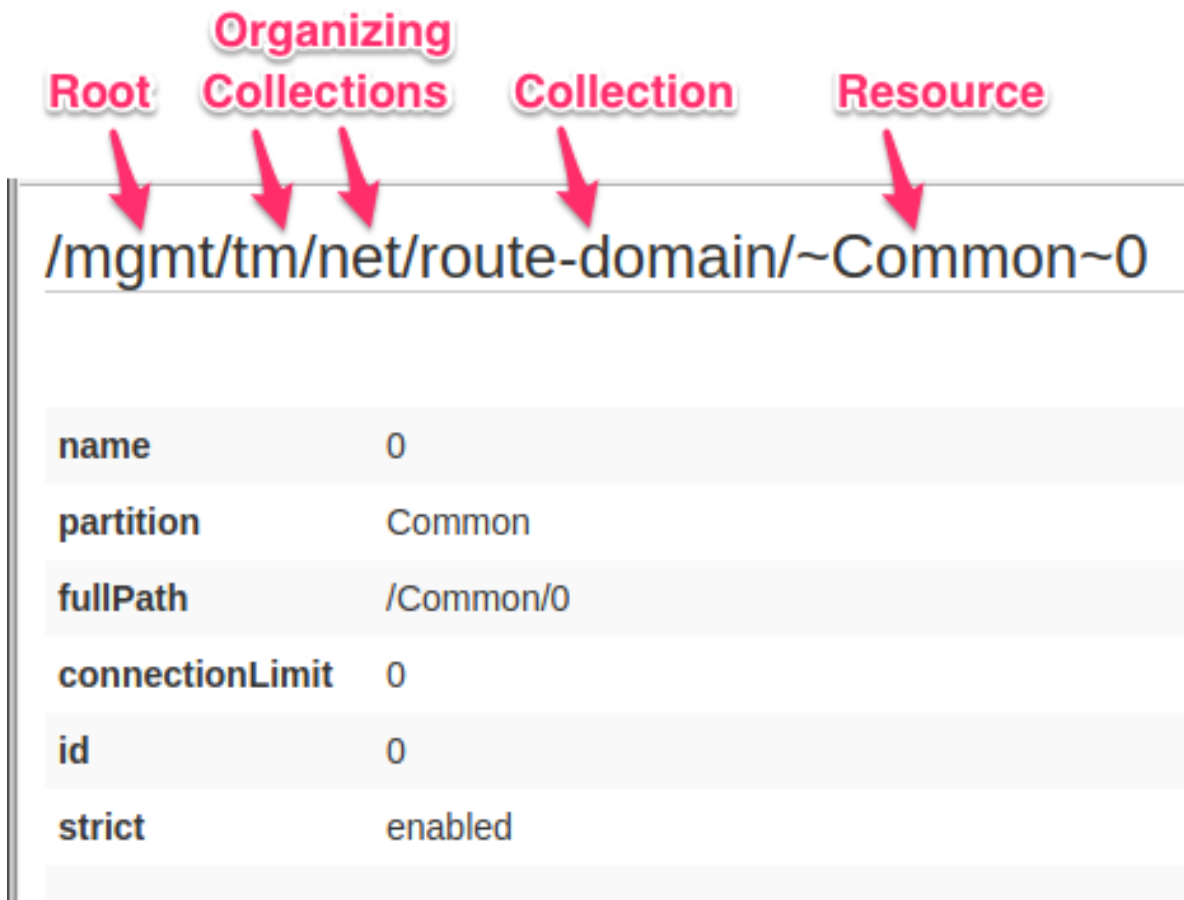 Organizing
Root Collections Collection Resource
/mgmt/tm/net/route-domain/~Common~0
name 0
partition Common
fullPath /Common/0
connectionLimit 0
id 0
strict enabled